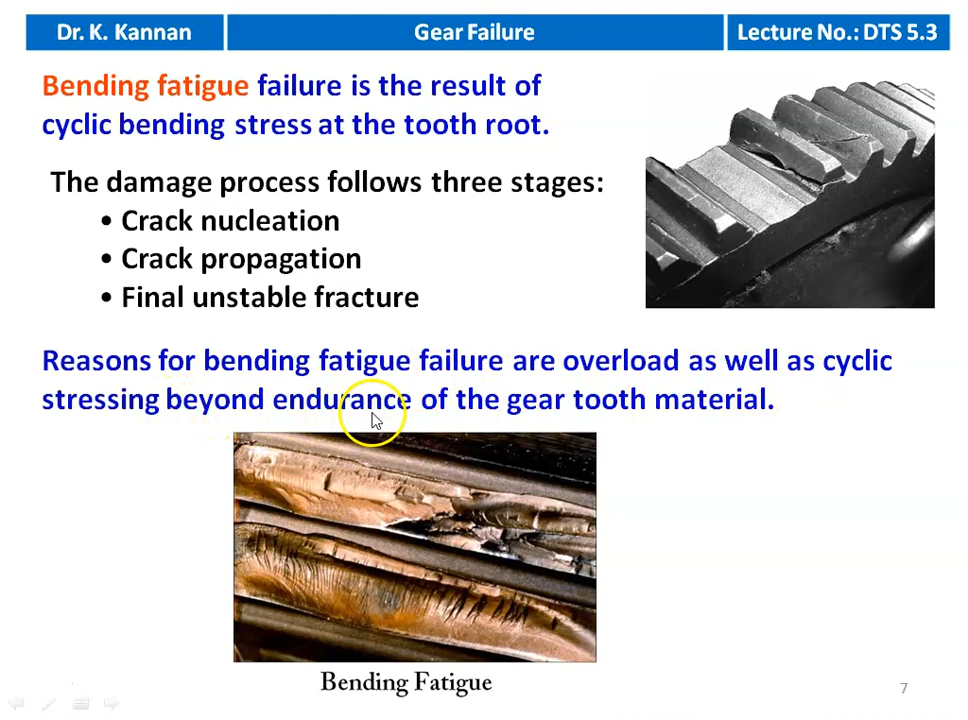 Dr. K. Kannan
Gear Failure
Lecture No.: DTS 5.3
Bending fatigue failure is the result of
cyclic bending stress at the tooth root.
The damage process follows three stages:
• Crack nucleation
• Crack propagation
• Final unstable fracture
Reasons for bending fatigue failure are overload as well as cyclic
stressing beyond endurance of the gear tooth material.
Bending Fatigue
7